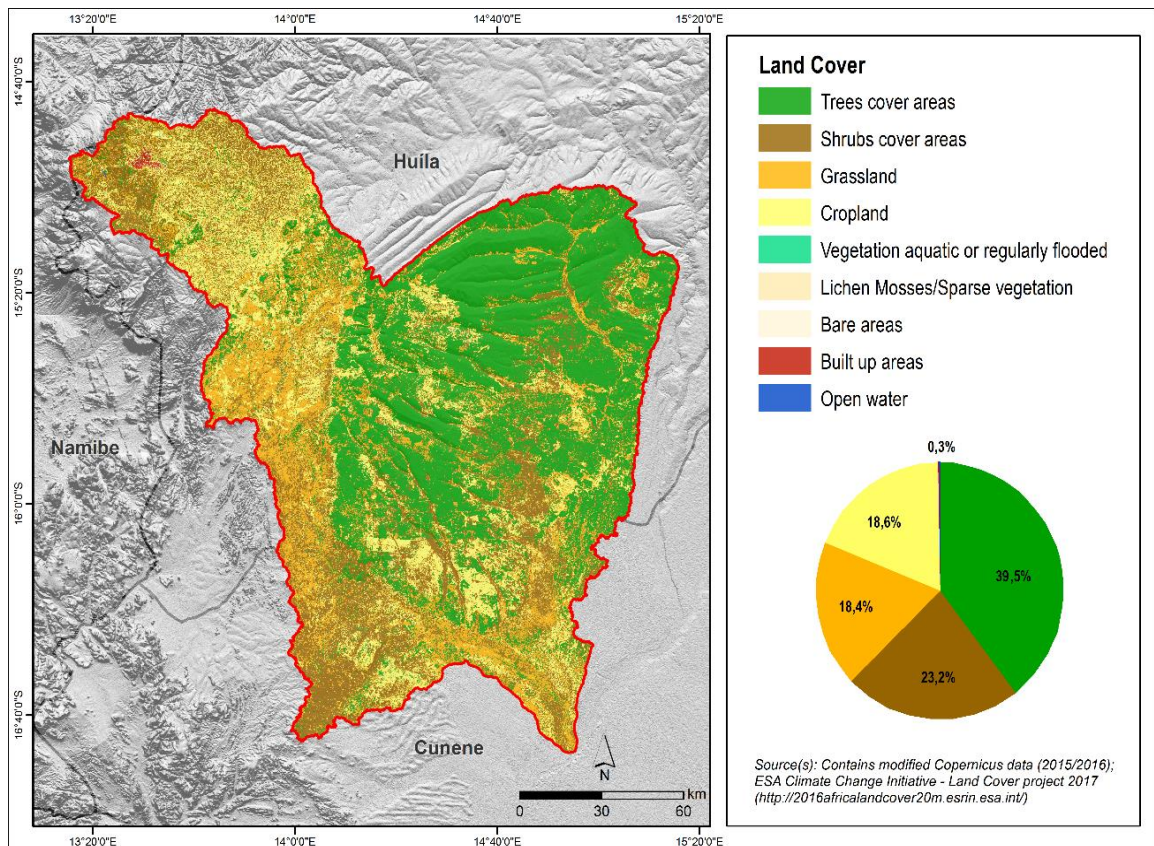 13°20'0"E
14°0'0"E
14°40'0"E
15°20'0"E
14°40'0"S
15°20'0"S
16°0'0"S
16°40'0"S
Huíla
Namibe
Cunene
N
km
0
30
60
13°20'0"E
14°0'0"E
14°40'0"E
15°20'0"E
Land Cover
Trees cover areas
Shrubs cover areas
Grassland
Cropland
Vegetation aquatic or regularly flooded
Lichen Mosses/Sparse vegetation
Bare areas
Built up areas
Open water
0,3%
18,6%
39,5%
18,4%
23,2%
Source(s): Contains modified Copernicus data (2015/2016);
ESA Climate Change Initiative - Land Cover project 2017
(http://2016africalandcover20m.esrin.esa.int/)